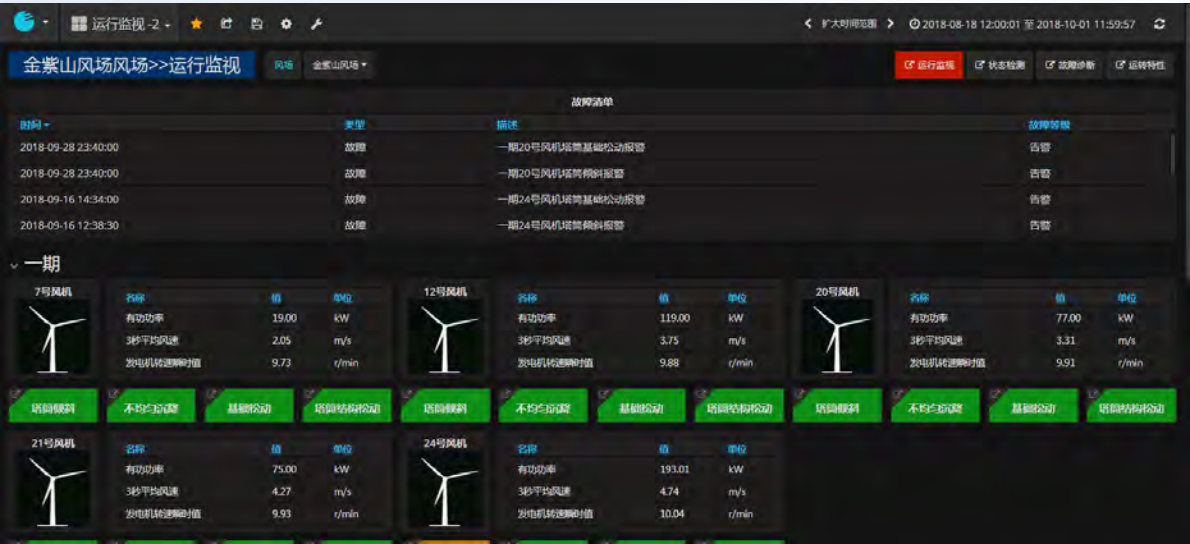 运行监视 -2
扩大时间范围
2018-08-18 12:00:01 至 2018-10-01 11:59:57
金紫山风场风场>>运行监视 风场 金紫山风场
运行监视 状态检测 故障诊断 运转特性
故障清单
时间 类型 描述 故障等级
2018-09-28 23:40:00 故障 一期20号风机塔筒基础松动报警 告警
2018-09-28 23:40:00 故障 一期20号风机塔筒倾斜报警 告警
2018-09-16 14:34:00 故障 一期24号风机塔筒基础松动报警 告警
2018-09-16 12:38:30 故障 一期24号风机塔筒倾斜报警 告警
一期
7号风机
名称 值 单位
有功功率 19.00 kW
3秒平均风速 2.05 m/s
发电机转速瞬时值 9.73 r/min
12号风机
名称 值 单位
有功功率 119.00 kW
3秒平均风速 3.75 m/s
发电机转速瞬时值 9.88 r/min
20号风机
名称 值 单位
有功功率 77.00 kW
3秒平均风速 3.31 m/s
发电机转速瞬时值 9.91 r/min
塔筒倾斜 不均匀沉降 基础松动 塔筒结构松动 塔筒倾斜 不均匀沉降 基础松动 塔筒结构松动 塔筒倾斜 不均匀沉降 基础松动 塔筒结构松动
21号风机
名称 值 单位
有功功率 75.00 kW
3秒平均风速 4.27 m/s
发电机转速瞬时值 9.93 r/min
24号风机
名称 值 单位
有功功率 193.01 kW
3秒平均风速 4.74 m/s
发电机转速瞬时值 10.04 r/min